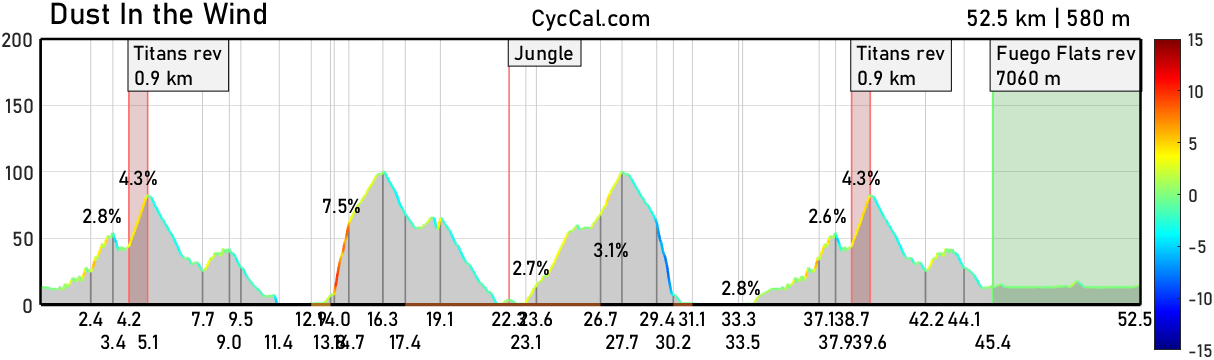 Dust In the Wind
CycCal.com
52.5 km | 580 m
200
150
100
50
0
Titans rev
0.9 km
Jungle
Titans rev
0.9 km
Fuego Flats rev
7060 m
2.8%
4.3%
7.5%
2.7%
3.1%
2.8%
2.6%
4.3%
2.4 4.2 7.7 9.5 14.0 16.3 19.1 23.6 26.7 29.4 31.1 33.3 37.1 38.7 42.2 44.1 52.5
3.4 5.1 9.0 11.4 14.7 17.4 23.1 27.7 30.2 33.5 37.9 39.6 45.4
15
10
5
0
-5
-10
-15